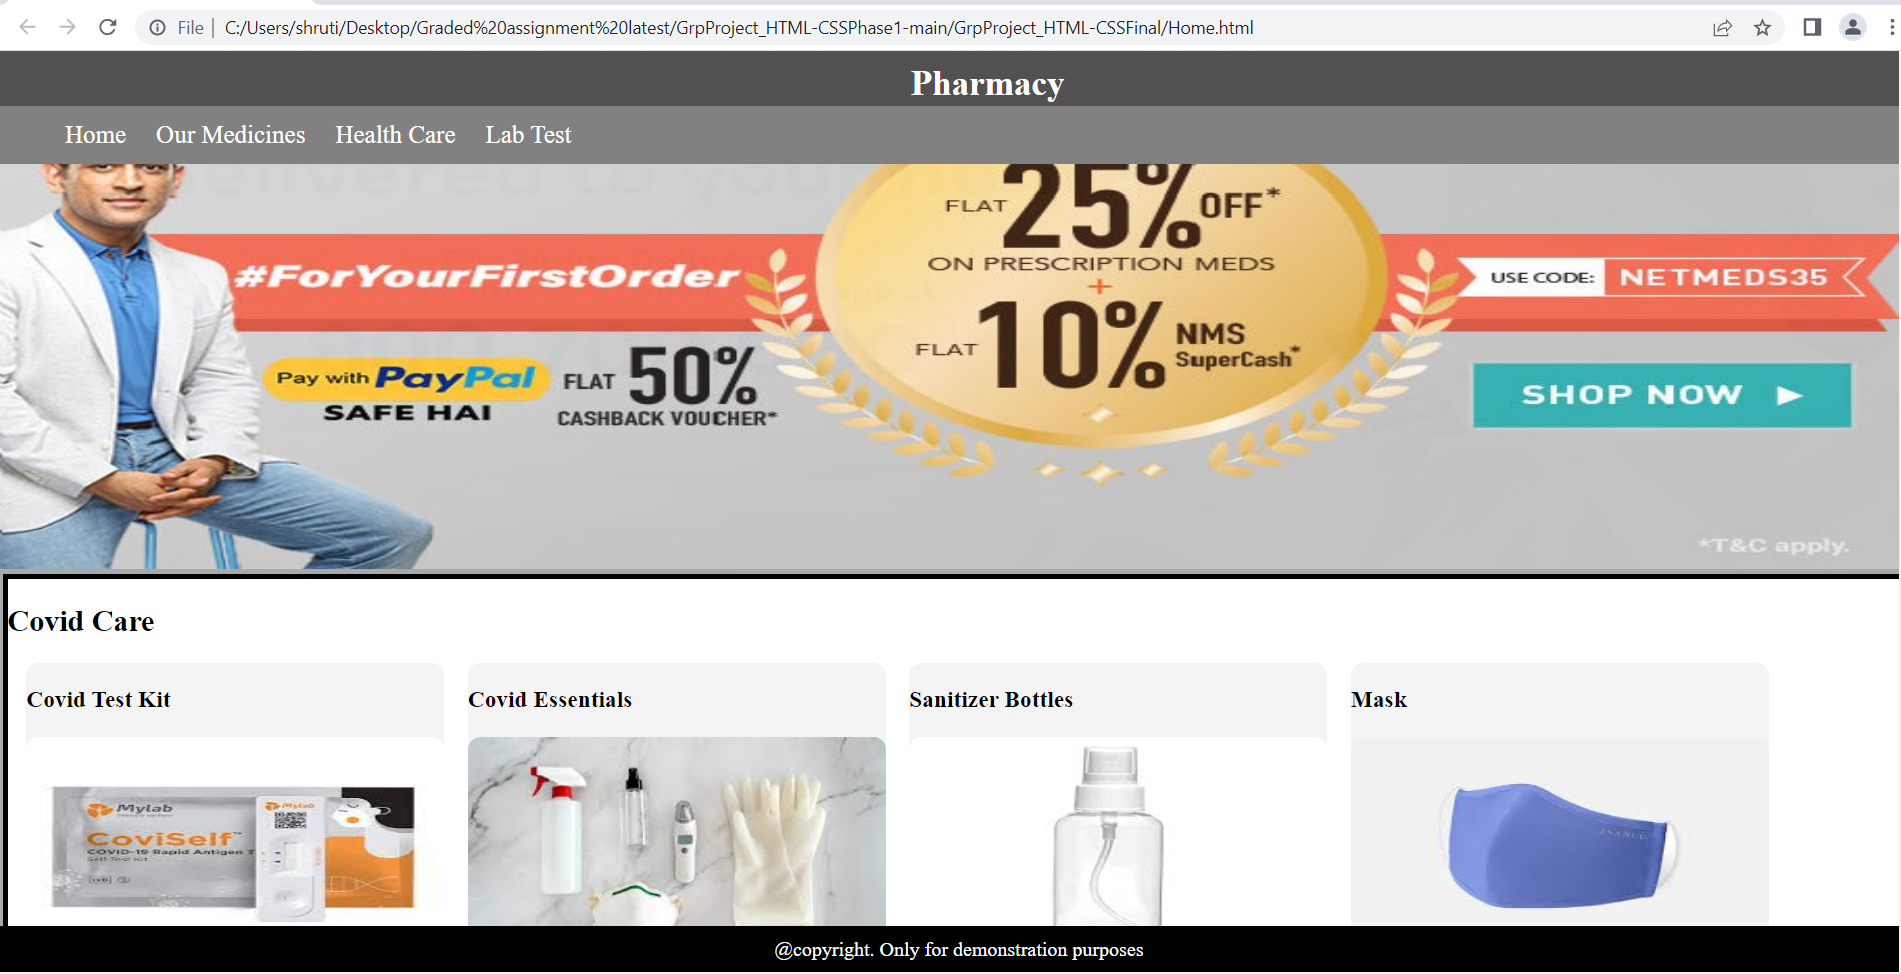 File | C:/Users/shruti/Desktop/Graded%20assignment%20latest/GrpProject_HTML-CSSPhase1-main/GrpProject_HTML-CSSFinal/Home.html
Pharmacy
Home Our Medicines Health Care Lab Test
FLAT 25% OFF*
ON PRESCRIPTION MEDS
+
FLAT 10% NMS SuperCash*
#ForYourFirstOrder
USE CODE: NETMEDS35
Pay with PayPal
SAFE HAI
FLAT 50%
CASHBACK VOUCHER*
SHOP NOW
*T&C apply.
Covid Care
Covid Test Kit
Covid Essentials
Sanitizer Bottles
Mask
Mylab
CoviSelf™
COVID-19 Rapid Antigen T
Self Test Kit
Mylab
@copyright. Only for demonstration purposes